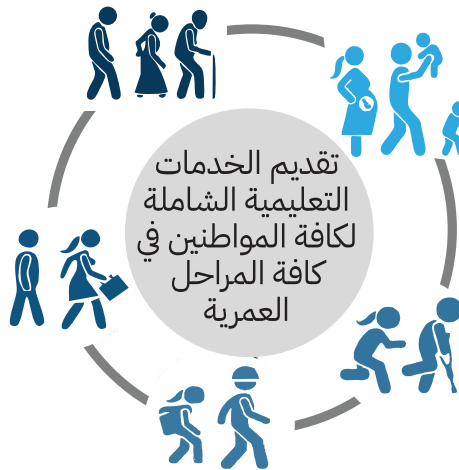 تقديم الخدمات
التعليمية الشاملة
لكافة المواطنين في
كافة المراحل
العمرية